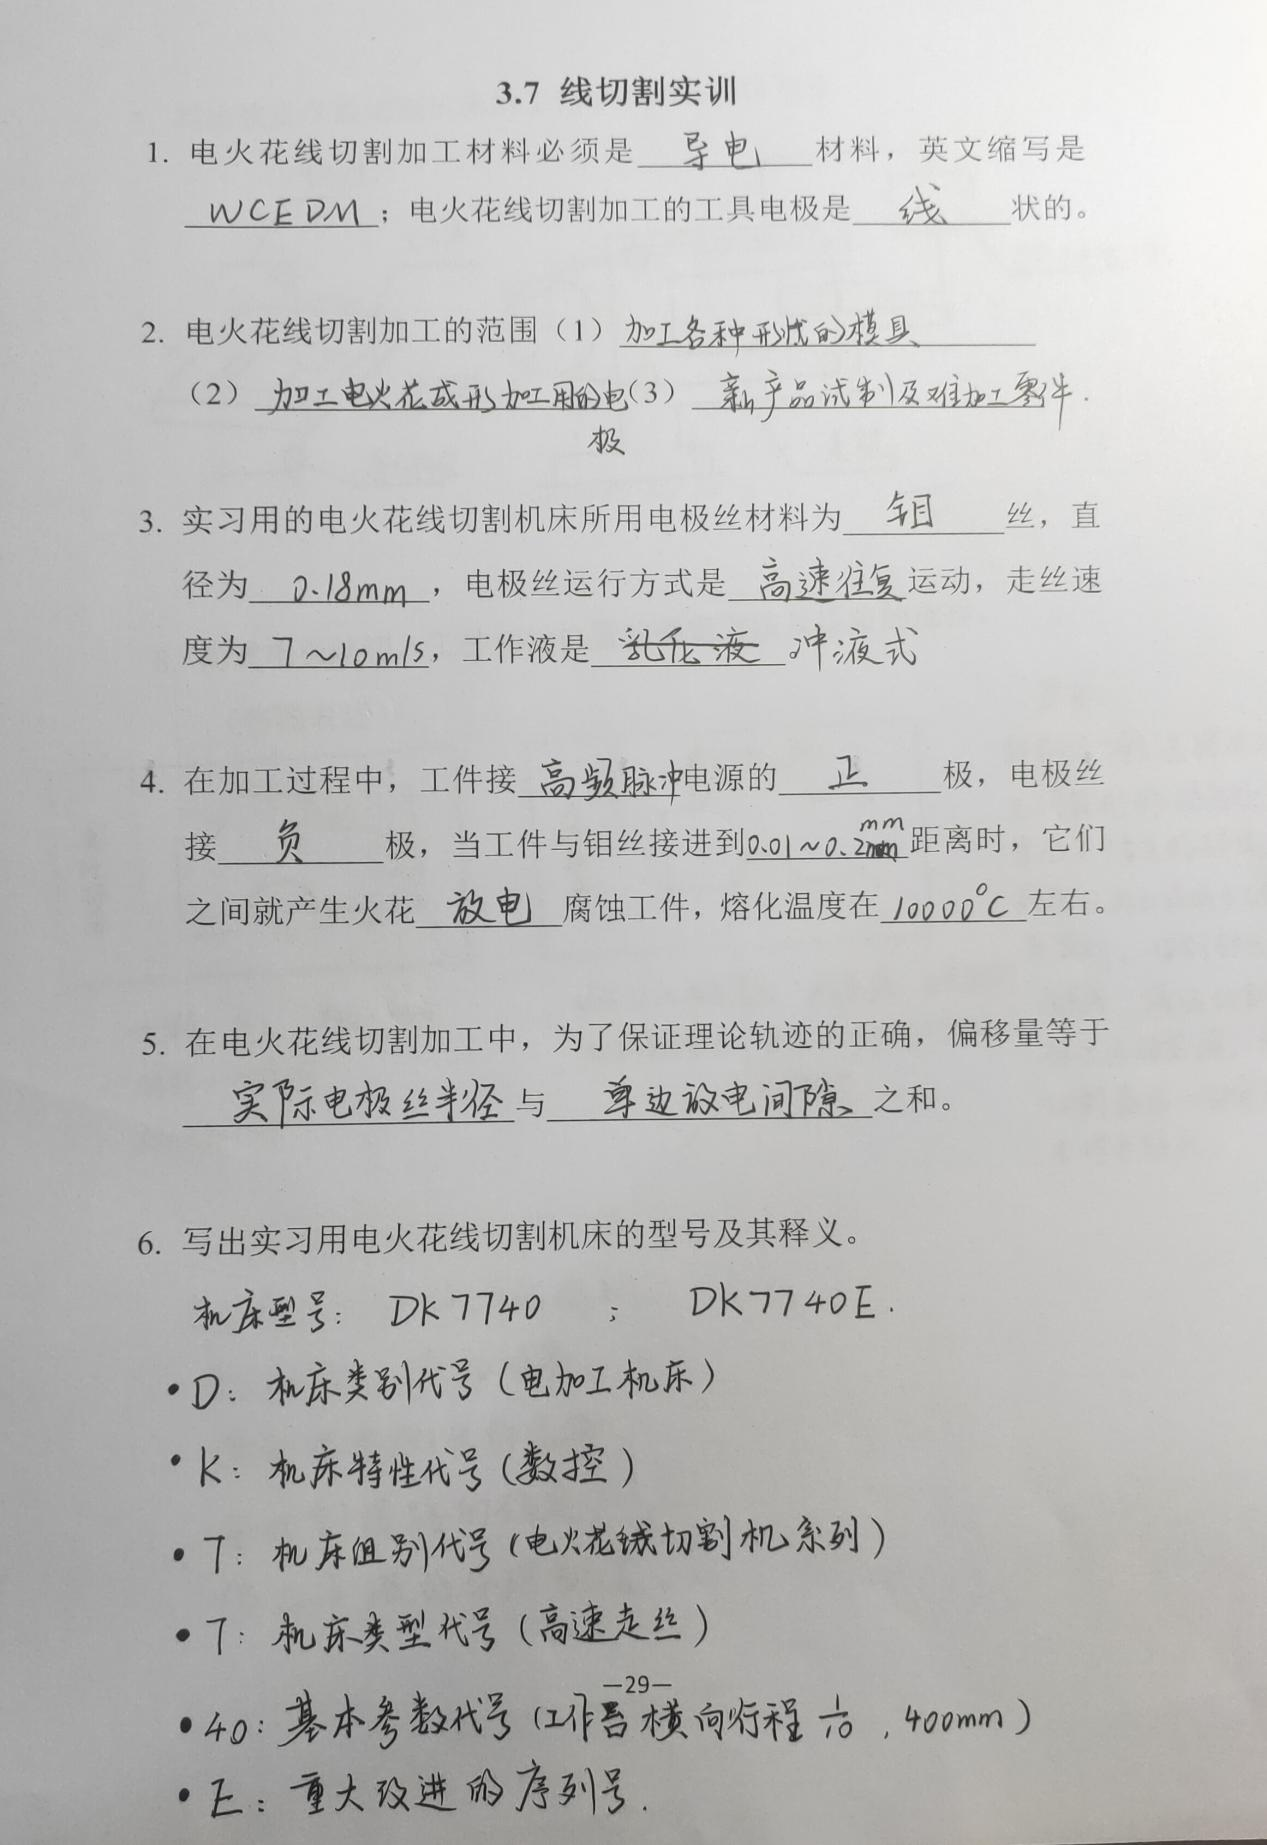 3.7 线切割实训
1. 电火花线切割加工材料必须是 导电 材料，英文缩写是
WCEDM；电火花线切割加工的工具电极是 线 状的。
2. 电火花线切割加工的范围（1）加工各种形状的模具
（2）加工电火花成形加工用的电（3）新产品试制及难加工零件.
极
3. 实习用的电火花线切割机床所用电极丝材料为 钼 丝，直
径为 0.18mm，电极丝运行方式是 高速往复 运动，走丝速
度为 7~10m/s，工作液是 乳化液 冲液式
4. 在加工过程中，工件接 高频脉冲 电源的 正 极，电极丝
接 负 极，当工件与钼丝接进到 0.01~0.2mm 距离时，它们
之间就产生火花 放电 腐蚀工件，熔化温度在 10000°C 左右。
5. 在电火花线切割加工中，为了保证理论轨迹的正确，偏移量等于
实际电极丝半径 与 单边放电间隙 之和。
6. 写出实习用电火花线切割机床的型号及其释义。
机床型号： DK7740 ； DK7740E.
•D：机床类别代号（电加工机床）
•K：机床特性代号（数控）
•7：机床组别代号（电火花线切割机系列）
•7：机床类型代号（高速走丝）
—29—
•40：基本参数代号（工作台横向行程 1/10，400mm）
•E：重大改进的序列号.